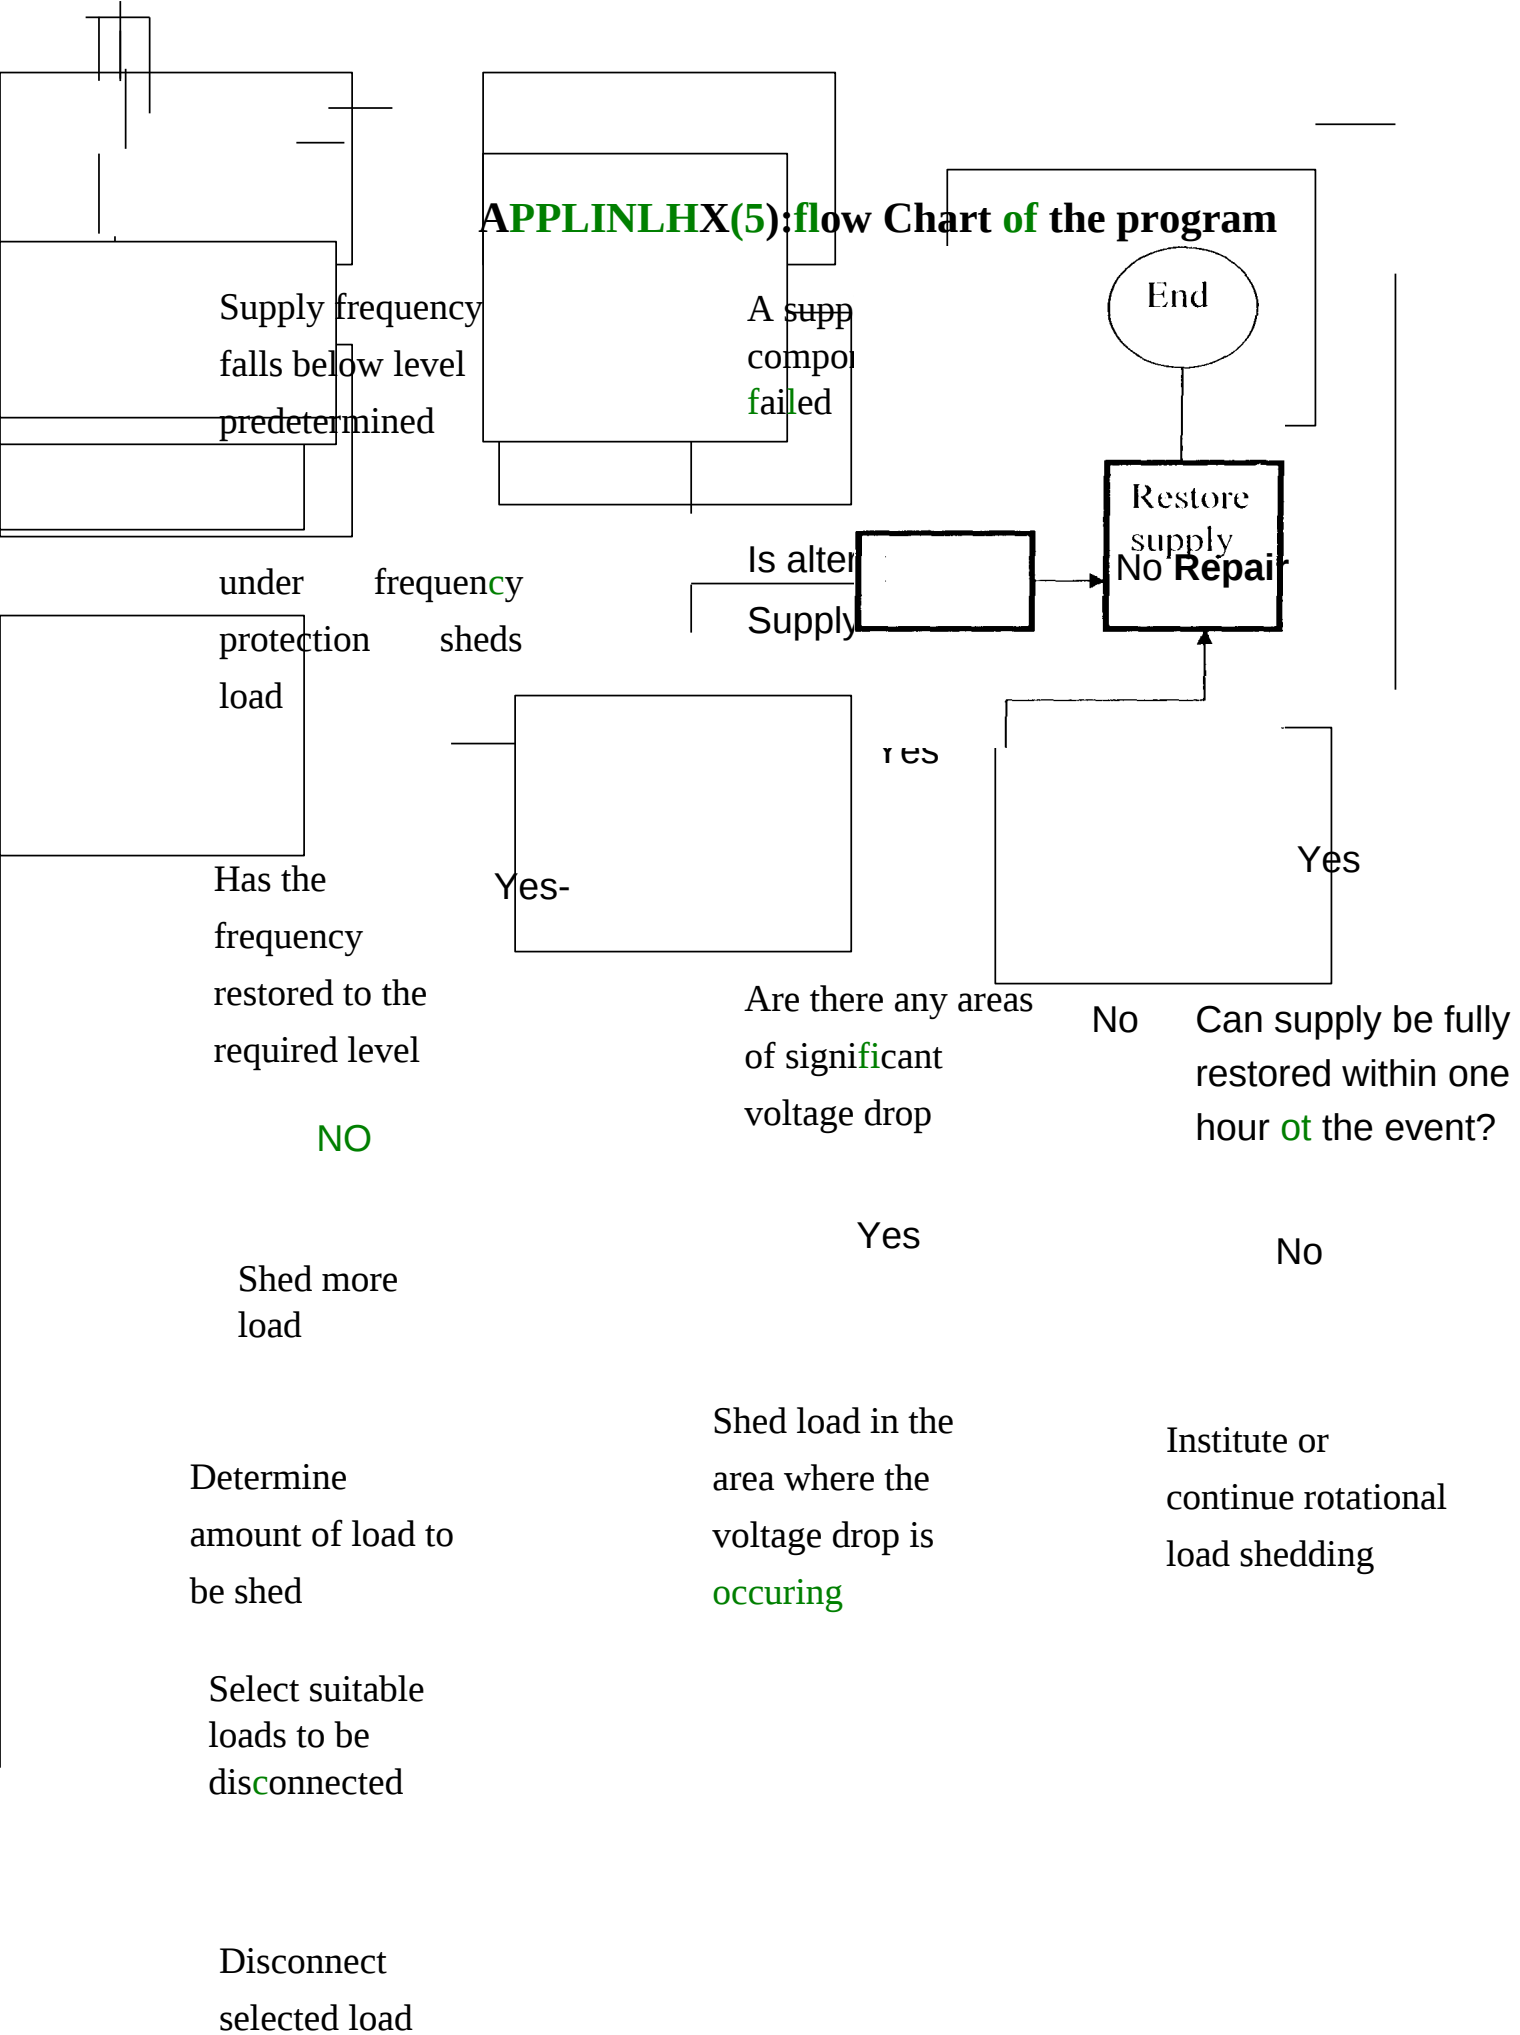 APPLINLHX(5):flow Chart of the program
End
Supply frequency
falls below level
predetermined
A supp
compor
failed
Restore
supply
Is alter
Supply
No Repair
under frequency
protection sheds
load
Yes
Yes
Has the
frequency
restored to the
required level
Yes-
Are there any areas
of significant
voltage drop
No
Can supply be fully
restored within one
hour ot the event?
NO
Yes
No
Shed more
load
Shed load in the
area where the
voltage drop is
occuring
Institute or
continue rotational
load shedding
Determine
amount of load to
be shed
Select suitable
loads to be
disconnected
Disconnect
selected load